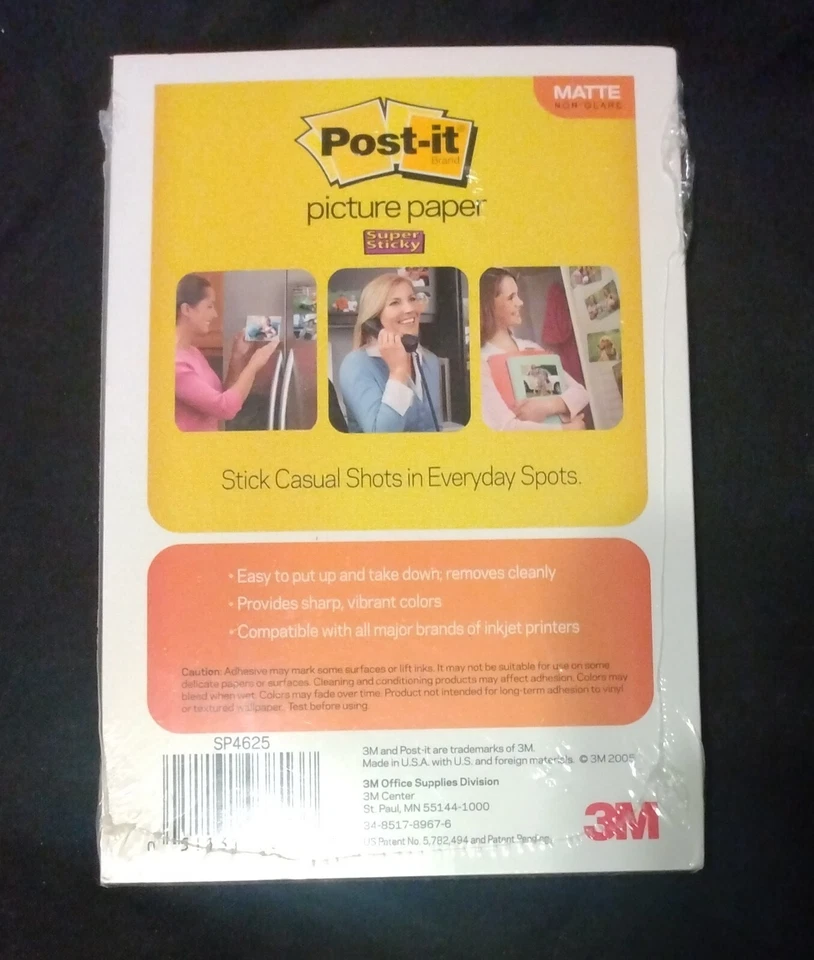 MATTE
NON-GLARE
Post-it
Brand
picture paper
Super
Sticky
Stick Casual Shots in Everyday Spots.
• Easy to put up and take down; removes cleanly
• Provides sharp, vibrant colors
• Compatible with all major brands of inkjet printers
Caution: Adhesive may mark some surfaces or lift inks. It may not be suitable for use on some
delicate papers or surfaces. Cleaning and conditioning products may affect adhesion. Colors may
bleed when wet. Colors may fade over time. Product not intended for long-term adhesion to vinyl
or textured wallpaper. Test before using.
SP4625
3M and Post-it are trademarks of 3M.
Made in U.S.A. with U.S. and foreign materials. © 3M 2005
3M Office Supplies Division
3M Center
St. Paul, MN 55144-1000
34-8517-8967-6
US Patent No. 5,782,494 and Patent Pending
3M